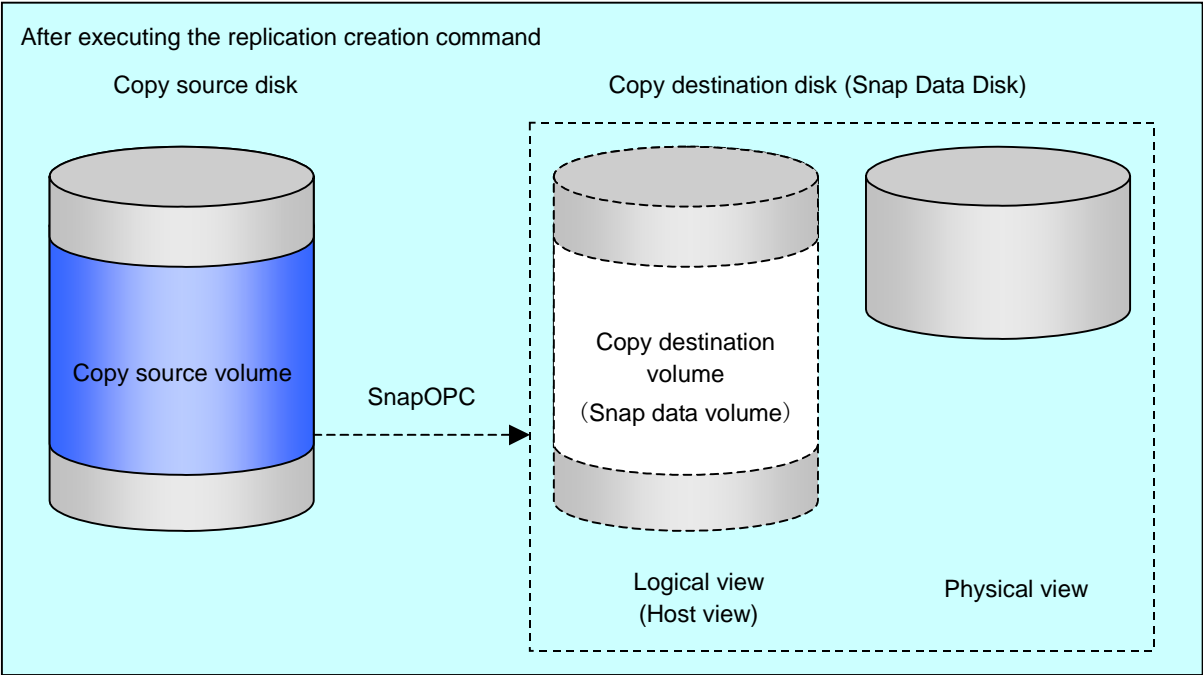 After executing the replication creation command
Copy source disk
Copy destination disk (Snap Data Disk)
Copy source volume
SnapOPC
Copy destination
volume
（Snap data volume）
Logical view
(Host view)
Physical view